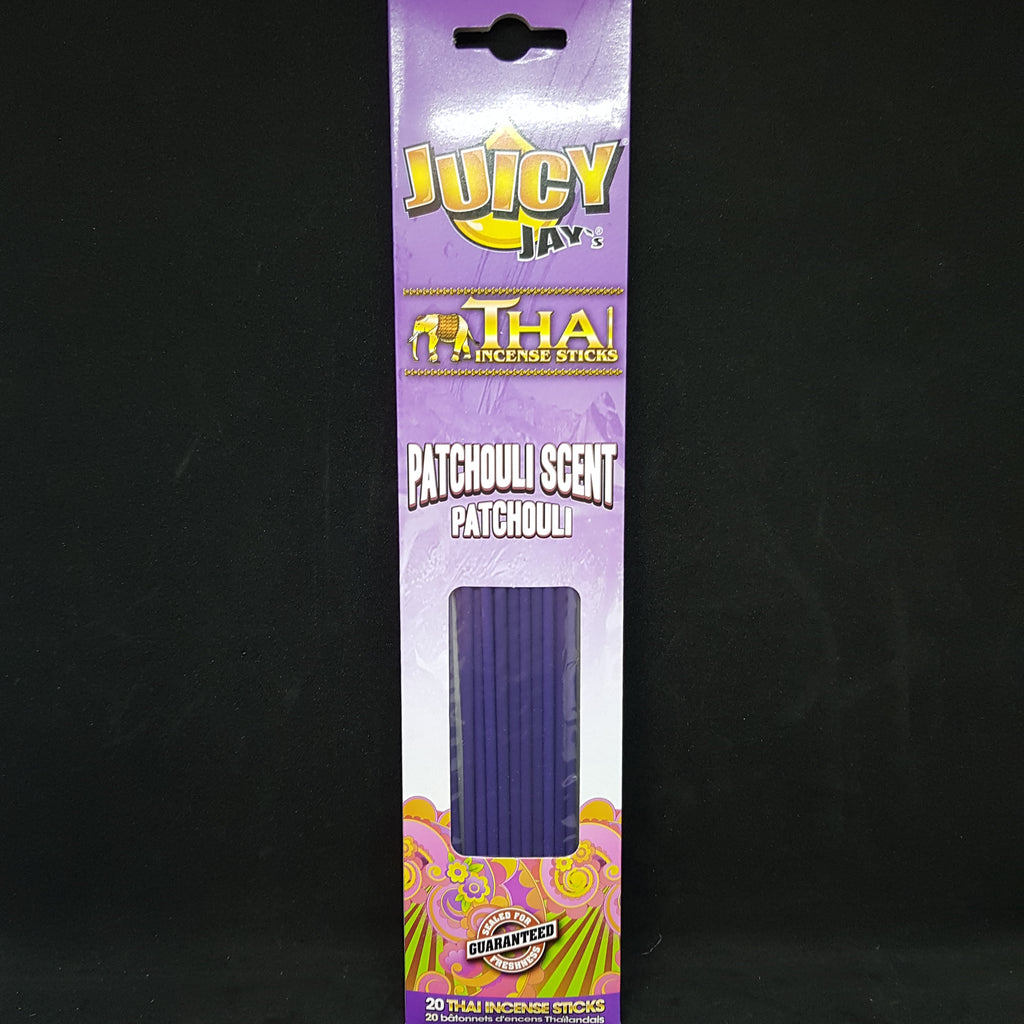 JUICY®
JAY'S®
THAI
INCENSE STICKS
PATCHOULI SCENT
PATCHOULI
SEALED FOR
GUARANTEED
FRESHNESS
20 THAI INCENSE STICKS
20 bâtonnets d'encens Thaïlandais